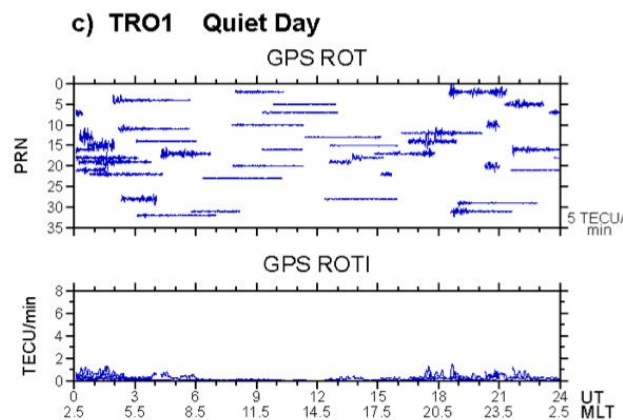 c) TRO1 Quiet Day
GPS ROT
0
5
10
15
20
25
30
35
PRN
5 TECU/
min
GPS ROTI
8
6
4
2
0
TECU/min
0 3 6 9 12 15 18 21 24 UT
2.5 5.5 8.5 11.5 14.5 17.5 20.5 23.5 2.5 MLT